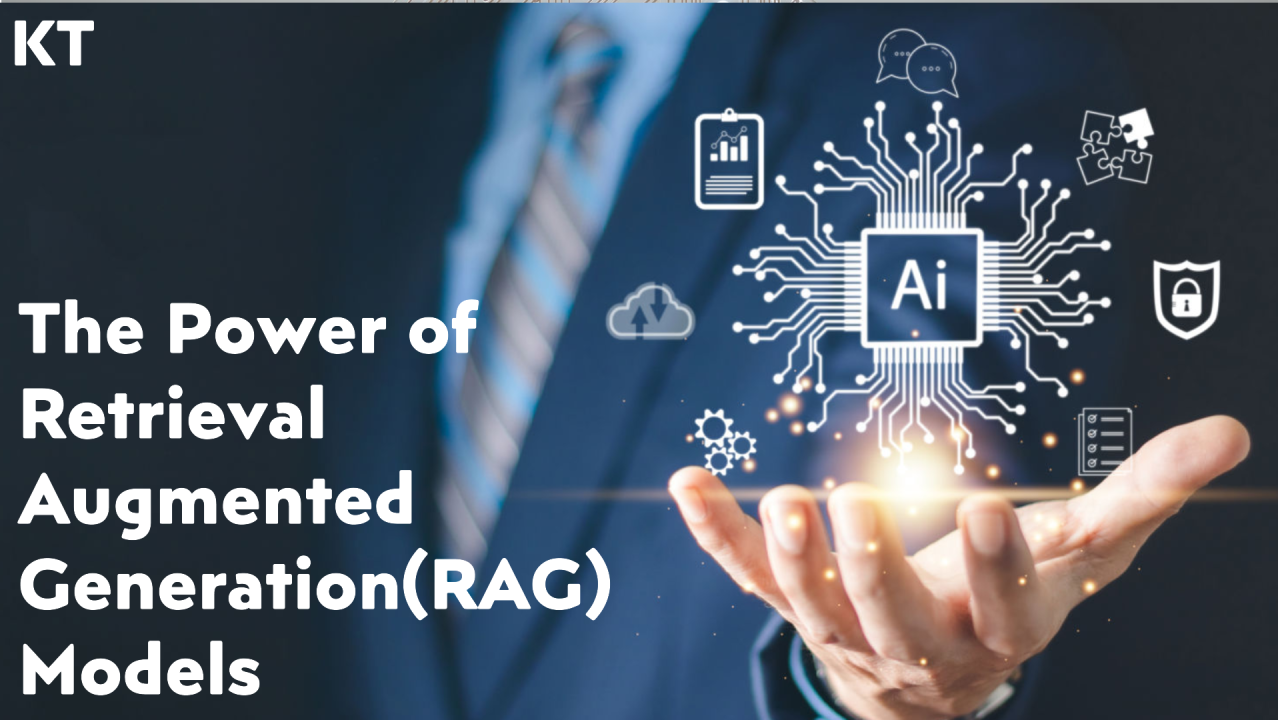 KT
The Power of
Retrieval
Augmented
Generation(RAG)
Models
Ai